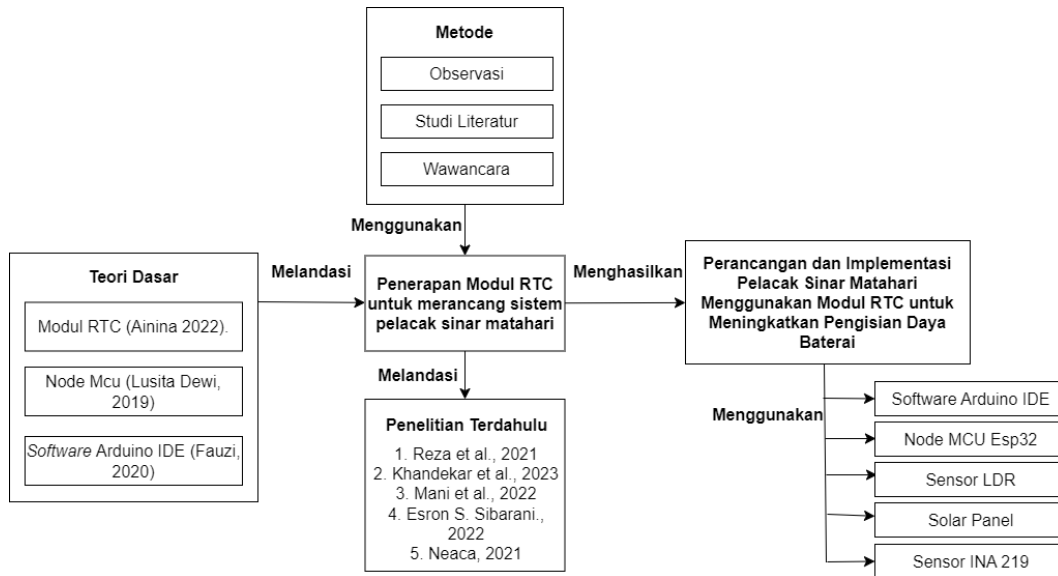 Metode
Observasi
Studi Literatur
Wawancara
Menggunakan
Teori Dasar
Modul RTC (Ainina 2022).
Node Mcu (Lusita Dewi,
2019)
Software Arduino IDE (Fauzi,
2020)
Melandasi
Penerapan Modul RTC
untuk merancang sistem
pelacak sinar matahari
Menghasilkan
Perancangan dan Implementasi
Pelacak Sinar Matahari
Menggunakan Modul RTC untuk
Meningkatkan Pengisian Daya
Baterai
Melandasi
Penelitian Terdahulu
1. Reza et al., 2021
2. Khandekar et al., 2023
3. Mani et al., 2022
4. Esron S. Sibarani.,
2022
5. Neaca, 2021
Menggunakan
Software Arduino IDE
Node MCU Esp32
Sensor LDR
Solar Panel
Sensor INA 219